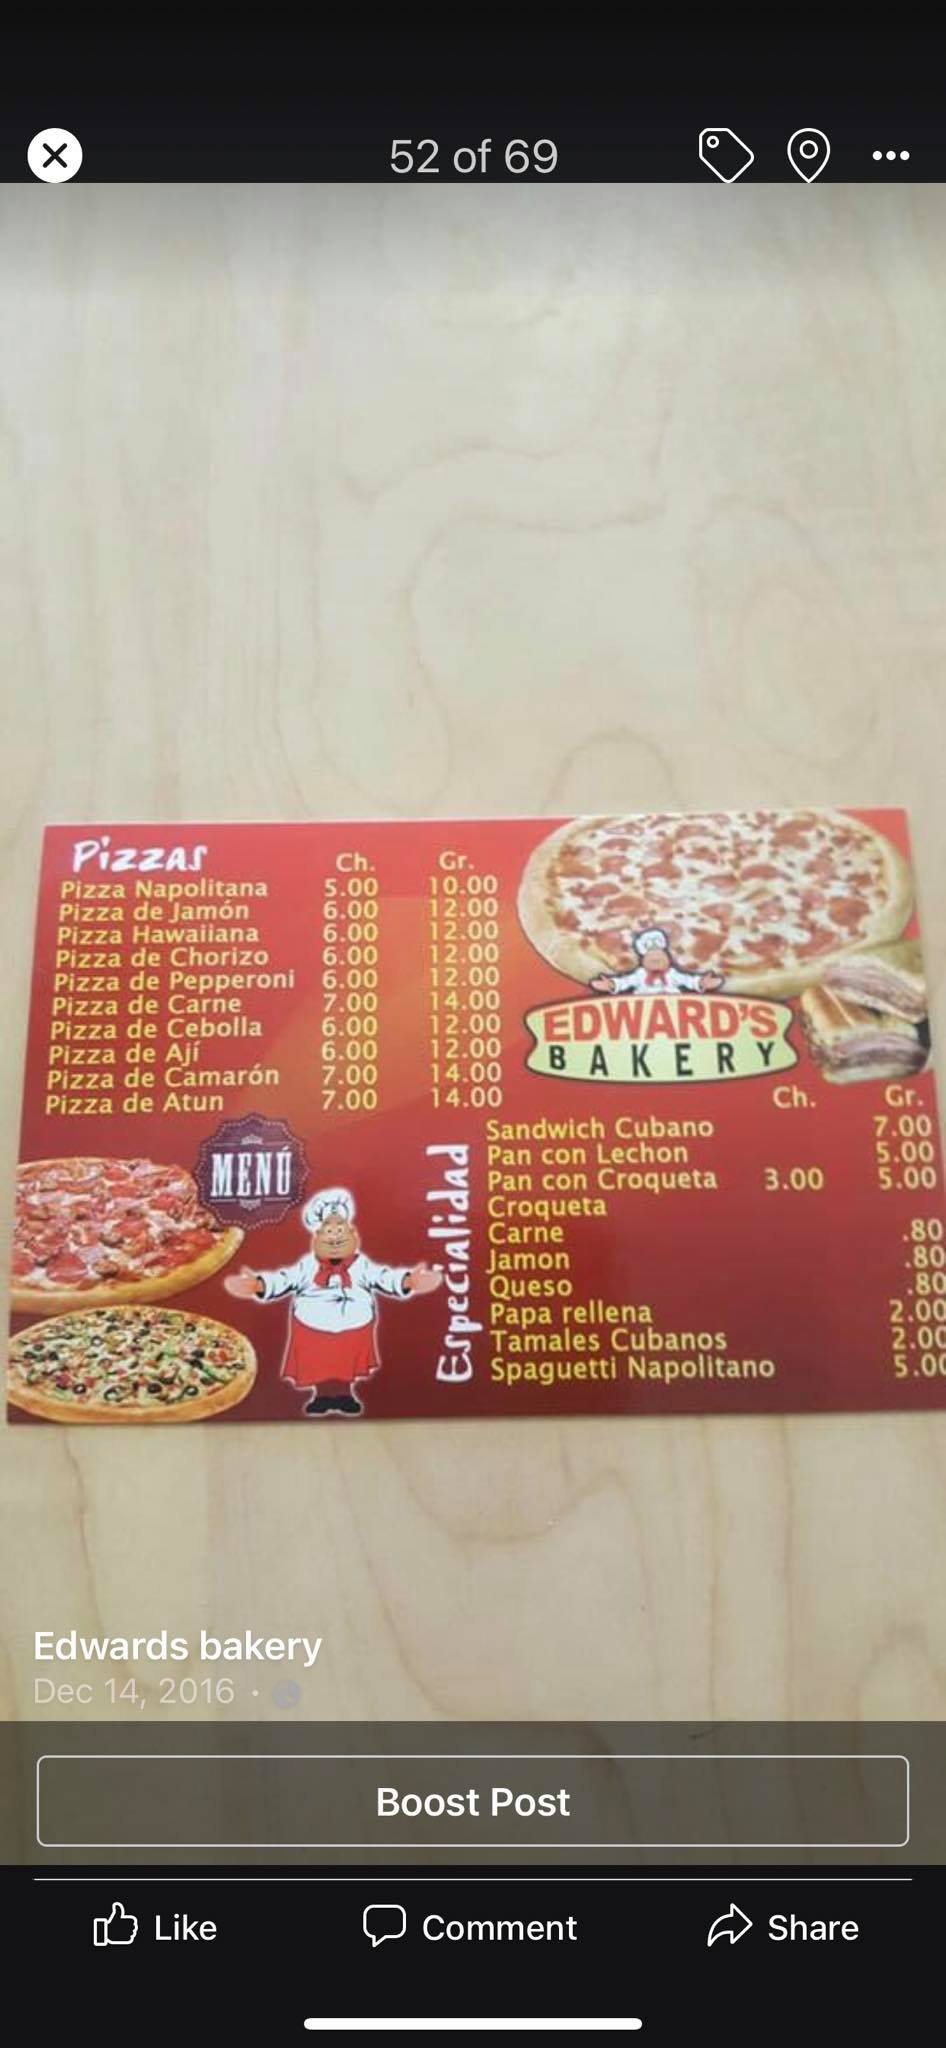 52 of 69
Pizzas Ch. Gr.
Pizza Napolitana 5.00 10.00
Pizza de Jamón 6.00 12.00
Pizza Hawaiiana 6.00 12.00
Pizza de Chorizo 6.00 12.00
Pizza de Pepperoni 6.00 12.00
Pizza de Carne 7.00 14.00
Pizza de Cebolla 6.00 12.00
Pizza de Ají 6.00 12.00
Pizza de Camarón 7.00 14.00
Pizza de Atun 7.00 14.00
MENÚ
EDWARD'S
BAKERY
Especialidad
Ch. Gr.
Sandwich Cubano 7.00
Pan con Lechon 5.00
Pan con Croqueta 3.00 5.00
Croqueta
Carne .80
Jamon .80
Queso .80
Papa rellena 2.00
Tamales Cubanos 2.00
Spaguetti Napolitano 5.00
Edwards bakery
Dec 14, 2016 ·
Boost Post
Like Comment Share